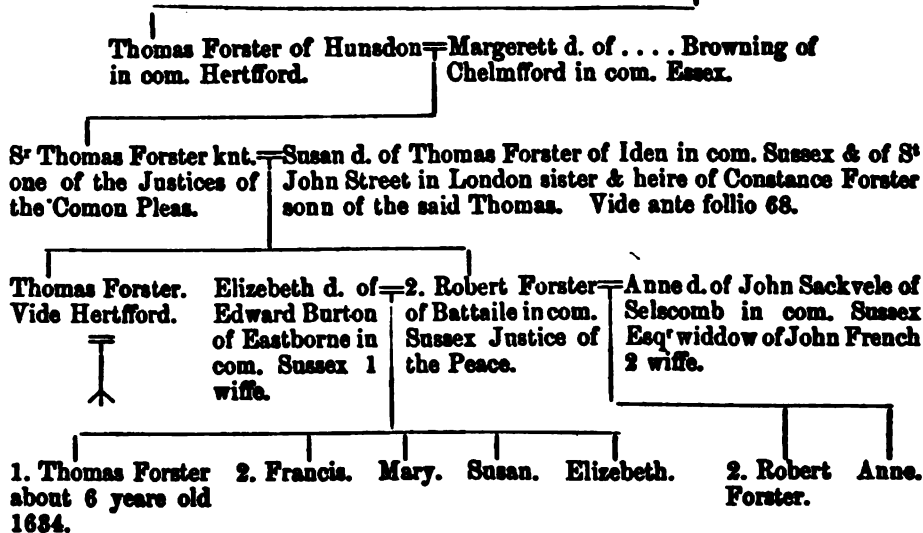 Thomas Forster of Hunsdon
in com. Hertfford.
Margerett d. of .... Browning of
Chelmfford in com. Essex.
Sʳ Thomas Forster knt.
one of the Justices of
the Comon Pleas.
Susan d. of Thomas Forster of Iden in com. Sussex & of Sᵗ
John Street in London sister & heire of Constance Forster
sonn of the said Thomas. Vide ante follio 68.
Thomas Forster.
Vide Hertfford.
Elizebeth d. of
Edward Burton
of Eastborne in
com. Sussex 1
wiffe.
2. Robert Forster
of Battaile in com.
Sussex Justice of
the Peace.
Anne d. of John Sackvele of
Selscomb in com. Sussex
Esqʳ widdow of John French
2 wiffe.
1. Thomas Forster
about 6 yeares old
1634.
2. Francis.
Mary.
Susan.
Elizebeth.
2. Robert
Forster.
Anne.